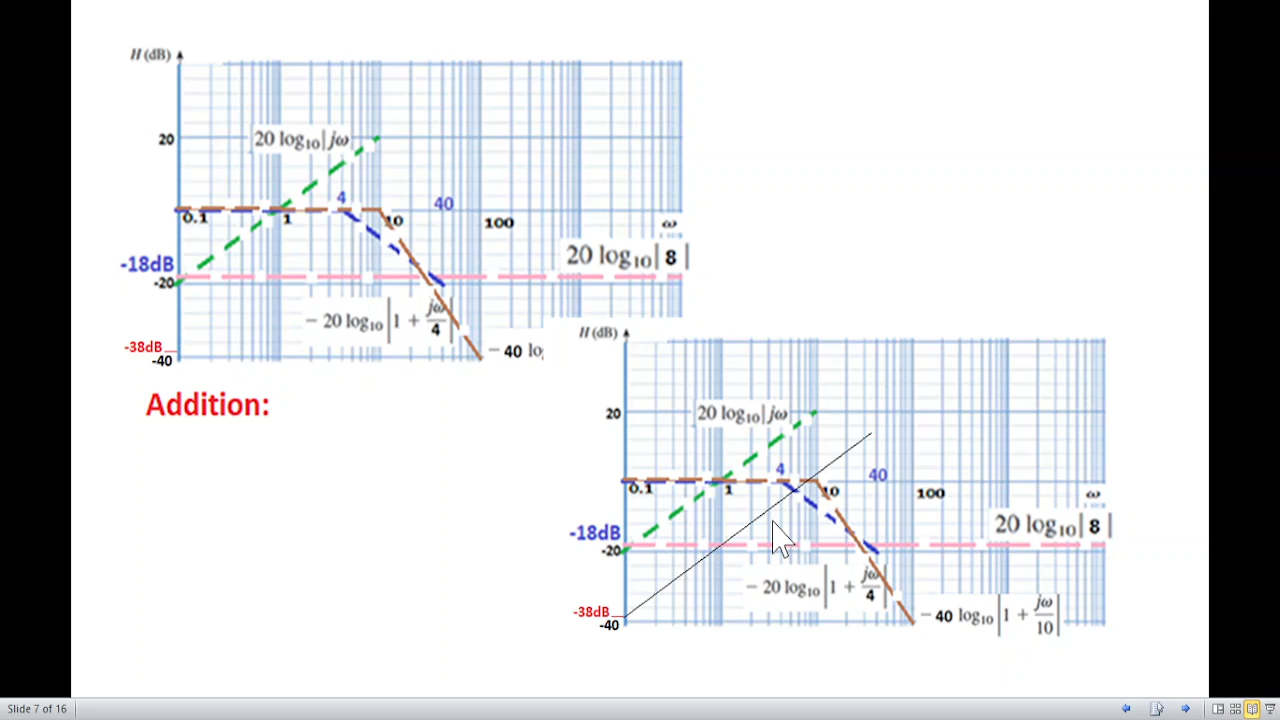 H (dB)
20
20 log₁₀|jω
4
40
0.1
1
10
100
ω
20 log₁₀|8|
-18dB
-20
− 20 log₁₀|1 + jω/4|
-38dB
-40
− 40 lo
Addition:
H (dB)
20
20 log₁₀|jω
4
40
0.1
1
10
100
ω
20 log₁₀|8|
-18dB
-20
− 20 log₁₀|1 + jω/4|
-38dB
-40
− 40 log₁₀|1 + jω/10|
Slide 7 of 16